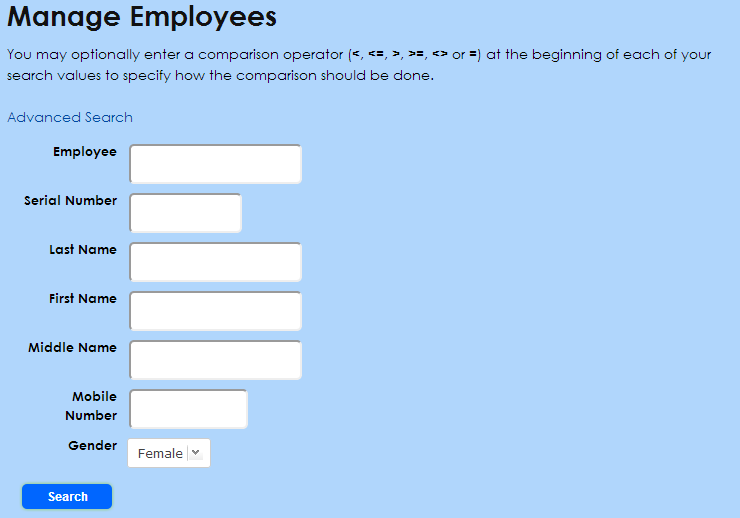 Manage Employees
You may optionally enter a comparison operator (<, <=, >, >=, <> or =) at the beginning of each of your
search values to specify how the comparison should be done.
Advanced Search
Employee
Serial Number
Last Name
First Name
Middle Name
Mobile
Number
Gender Female
Search